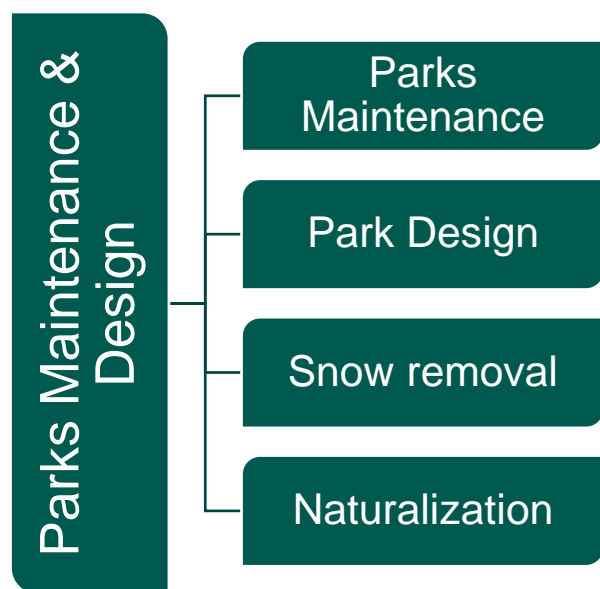 Parks Maintenance &
Design
Parks
Maintenance
Park Design
Snow removal
Naturalization